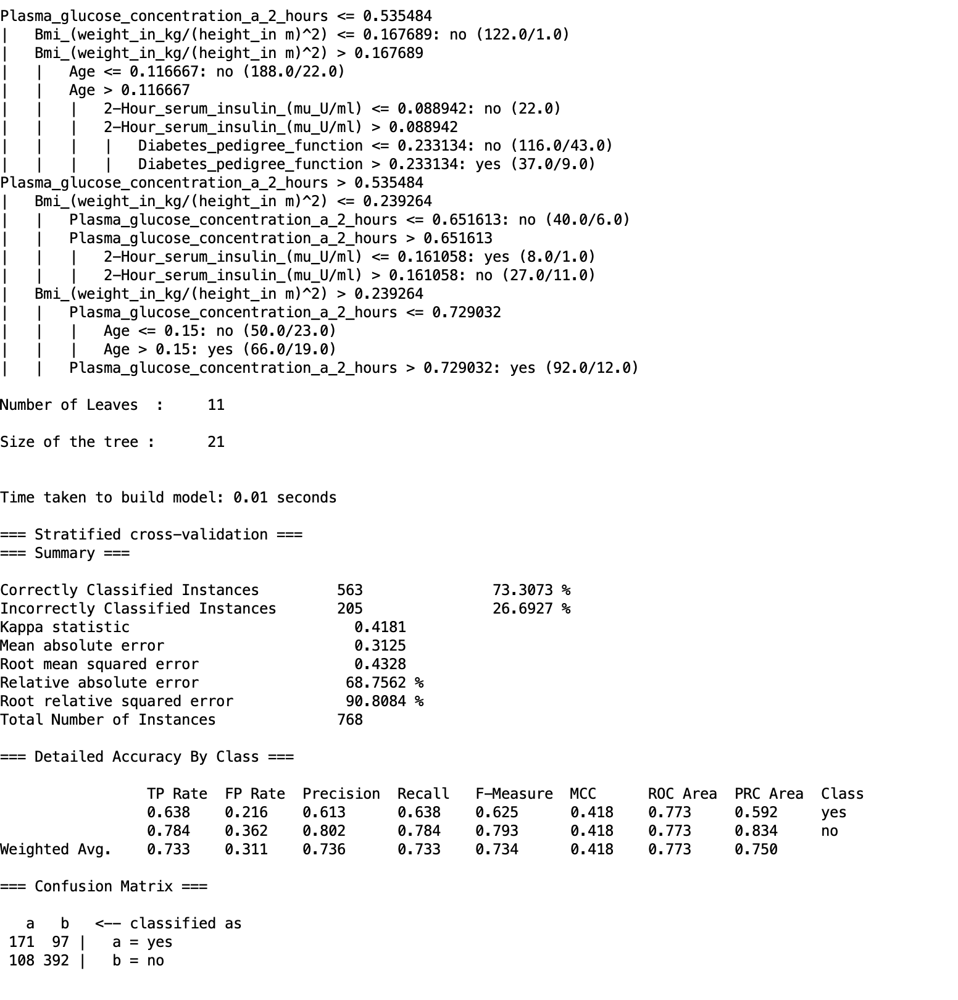 Plasma_glucose_concentration_a_2_hours <= 0.535484
|   Bmi_(weight_in_kg/(height_in m)^2) <= 0.167689: no (122.0/1.0)
|   Bmi_(weight_in_kg/(height_in m)^2) > 0.167689
|   |   Age <= 0.116667: no (188.0/22.0)
|   |   Age > 0.116667
|   |   |   2-Hour_serum_insulin_(mu_U/ml) <= 0.088942: no (22.0)
|   |   |   2-Hour_serum_insulin_(mu_U/ml) > 0.088942
|   |   |   |   Diabetes_pedigree_function <= 0.233134: no (116.0/43.0)
|   |   |   |   Diabetes_pedigree_function > 0.233134: yes (37.0/9.0)
Plasma_glucose_concentration_a_2_hours > 0.535484
|   Bmi_(weight_in_kg/(height_in m)^2) <= 0.239264
|   |   Plasma_glucose_concentration_a_2_hours <= 0.651613: no (40.0/6.0)
|   |   Plasma_glucose_concentration_a_2_hours > 0.651613
|   |   |   2-Hour_serum_insulin_(mu_U/ml) <= 0.161058: yes (8.0/1.0)
|   |   |   2-Hour_serum_insulin_(mu_U/ml) > 0.161058: no (27.0/11.0)
|   Bmi_(weight_in_kg/(height_in m)^2) > 0.239264
|   |   Plasma_glucose_concentration_a_2_hours <= 0.729032
|   |   |   Age <= 0.15: no (50.0/23.0)
|   |   |   Age > 0.15: yes (66.0/19.0)
|   |   Plasma_glucose_concentration_a_2_hours > 0.729032: yes (92.0/12.0)

Number of Leaves  :     11

Size of the tree :      21

Time taken to build model: 0.01 seconds

=== Stratified cross-validation ===
=== Summary ===

Correctly Classified Instances         563               73.3073 %
Incorrectly Classified Instances       205               26.6927 %
Kappa statistic                          0.4181
Mean absolute error                      0.3125
Root mean squared error                  0.4328
Relative absolute error                 68.7562 %
Root relative squared error             90.8084 %
Total Number of Instances              768

=== Detailed Accuracy By Class ===

                 TP Rate  FP Rate  Precision  Recall   F-Measure  MCC      ROC Area  PRC Area  Class
                 0.638    0.216    0.613      0.638    0.625      0.418    0.773     0.592     yes
                 0.784    0.362    0.802      0.784    0.793      0.418    0.773     0.834     no
Weighted Avg.    0.733    0.311    0.736      0.733    0.734      0.418    0.773     0.750

=== Confusion Matrix ===

   a   b   <-- classified as
 171  97 |   a = yes
 108 392 |   b = no